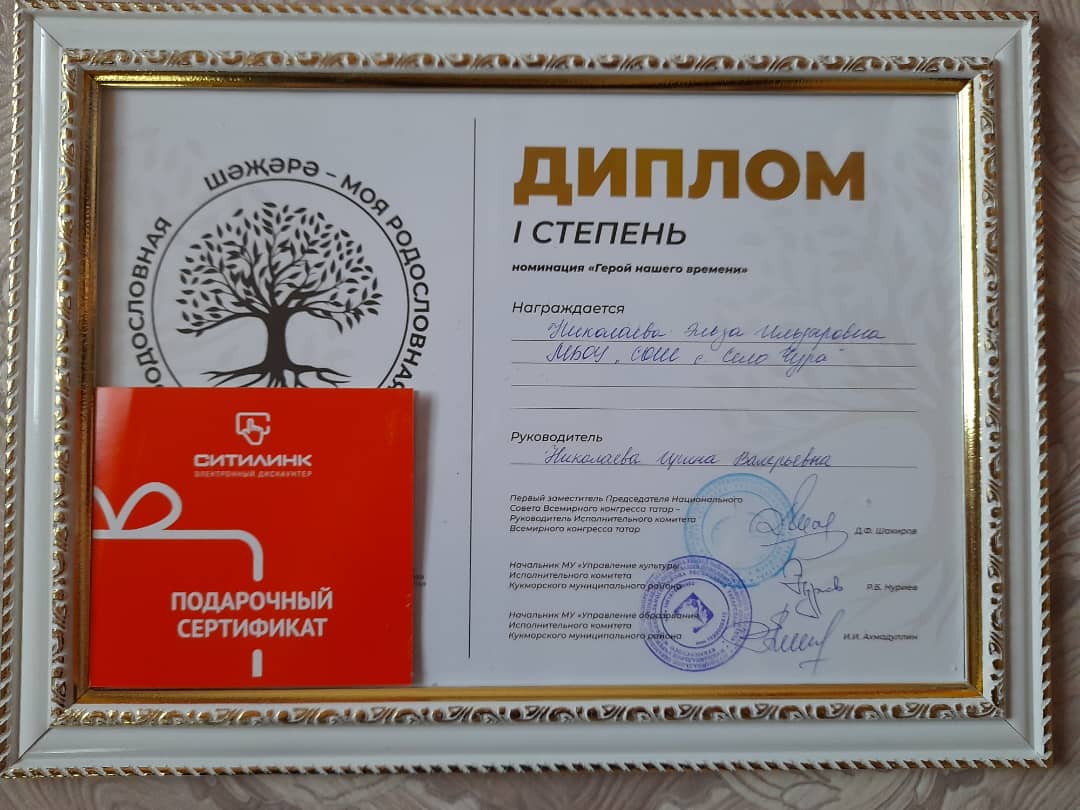 ШӘҖӘРӘ – МОЯ РОДОСЛОВНАЯ
ОДОСЛОВНАЯ
СИТИЛИНК
ЭЛЕКТРОННЫЙ ДИСКАУНТЕР
ПОДАРОЧНЫЙ
СЕРТИФИКАТ
ДИПЛОМ
I СТЕПЕНЬ
номинация «Герой нашего времени»
Награждается
Николаева Эльза Ильдаровна
МБОУ „СОШ с. Село Чура"
Руководитель
Николаева Ирина Валерьевна
Первый заместитель Председателя Национального
Совета Всемирного конгресса татар –
Руководитель Исполнительного комитета
Всемирного конгресса татар
Д.Ф. Шакиров
Начальник МУ «Управление культуры
Исполнительного комитета
Кукморского муниципального района
Р.Б. Нуриев
Начальник МУ «Управление образования
Исполнительного комитета
Кукморского муниципального района
И.И. Ахмадуллин